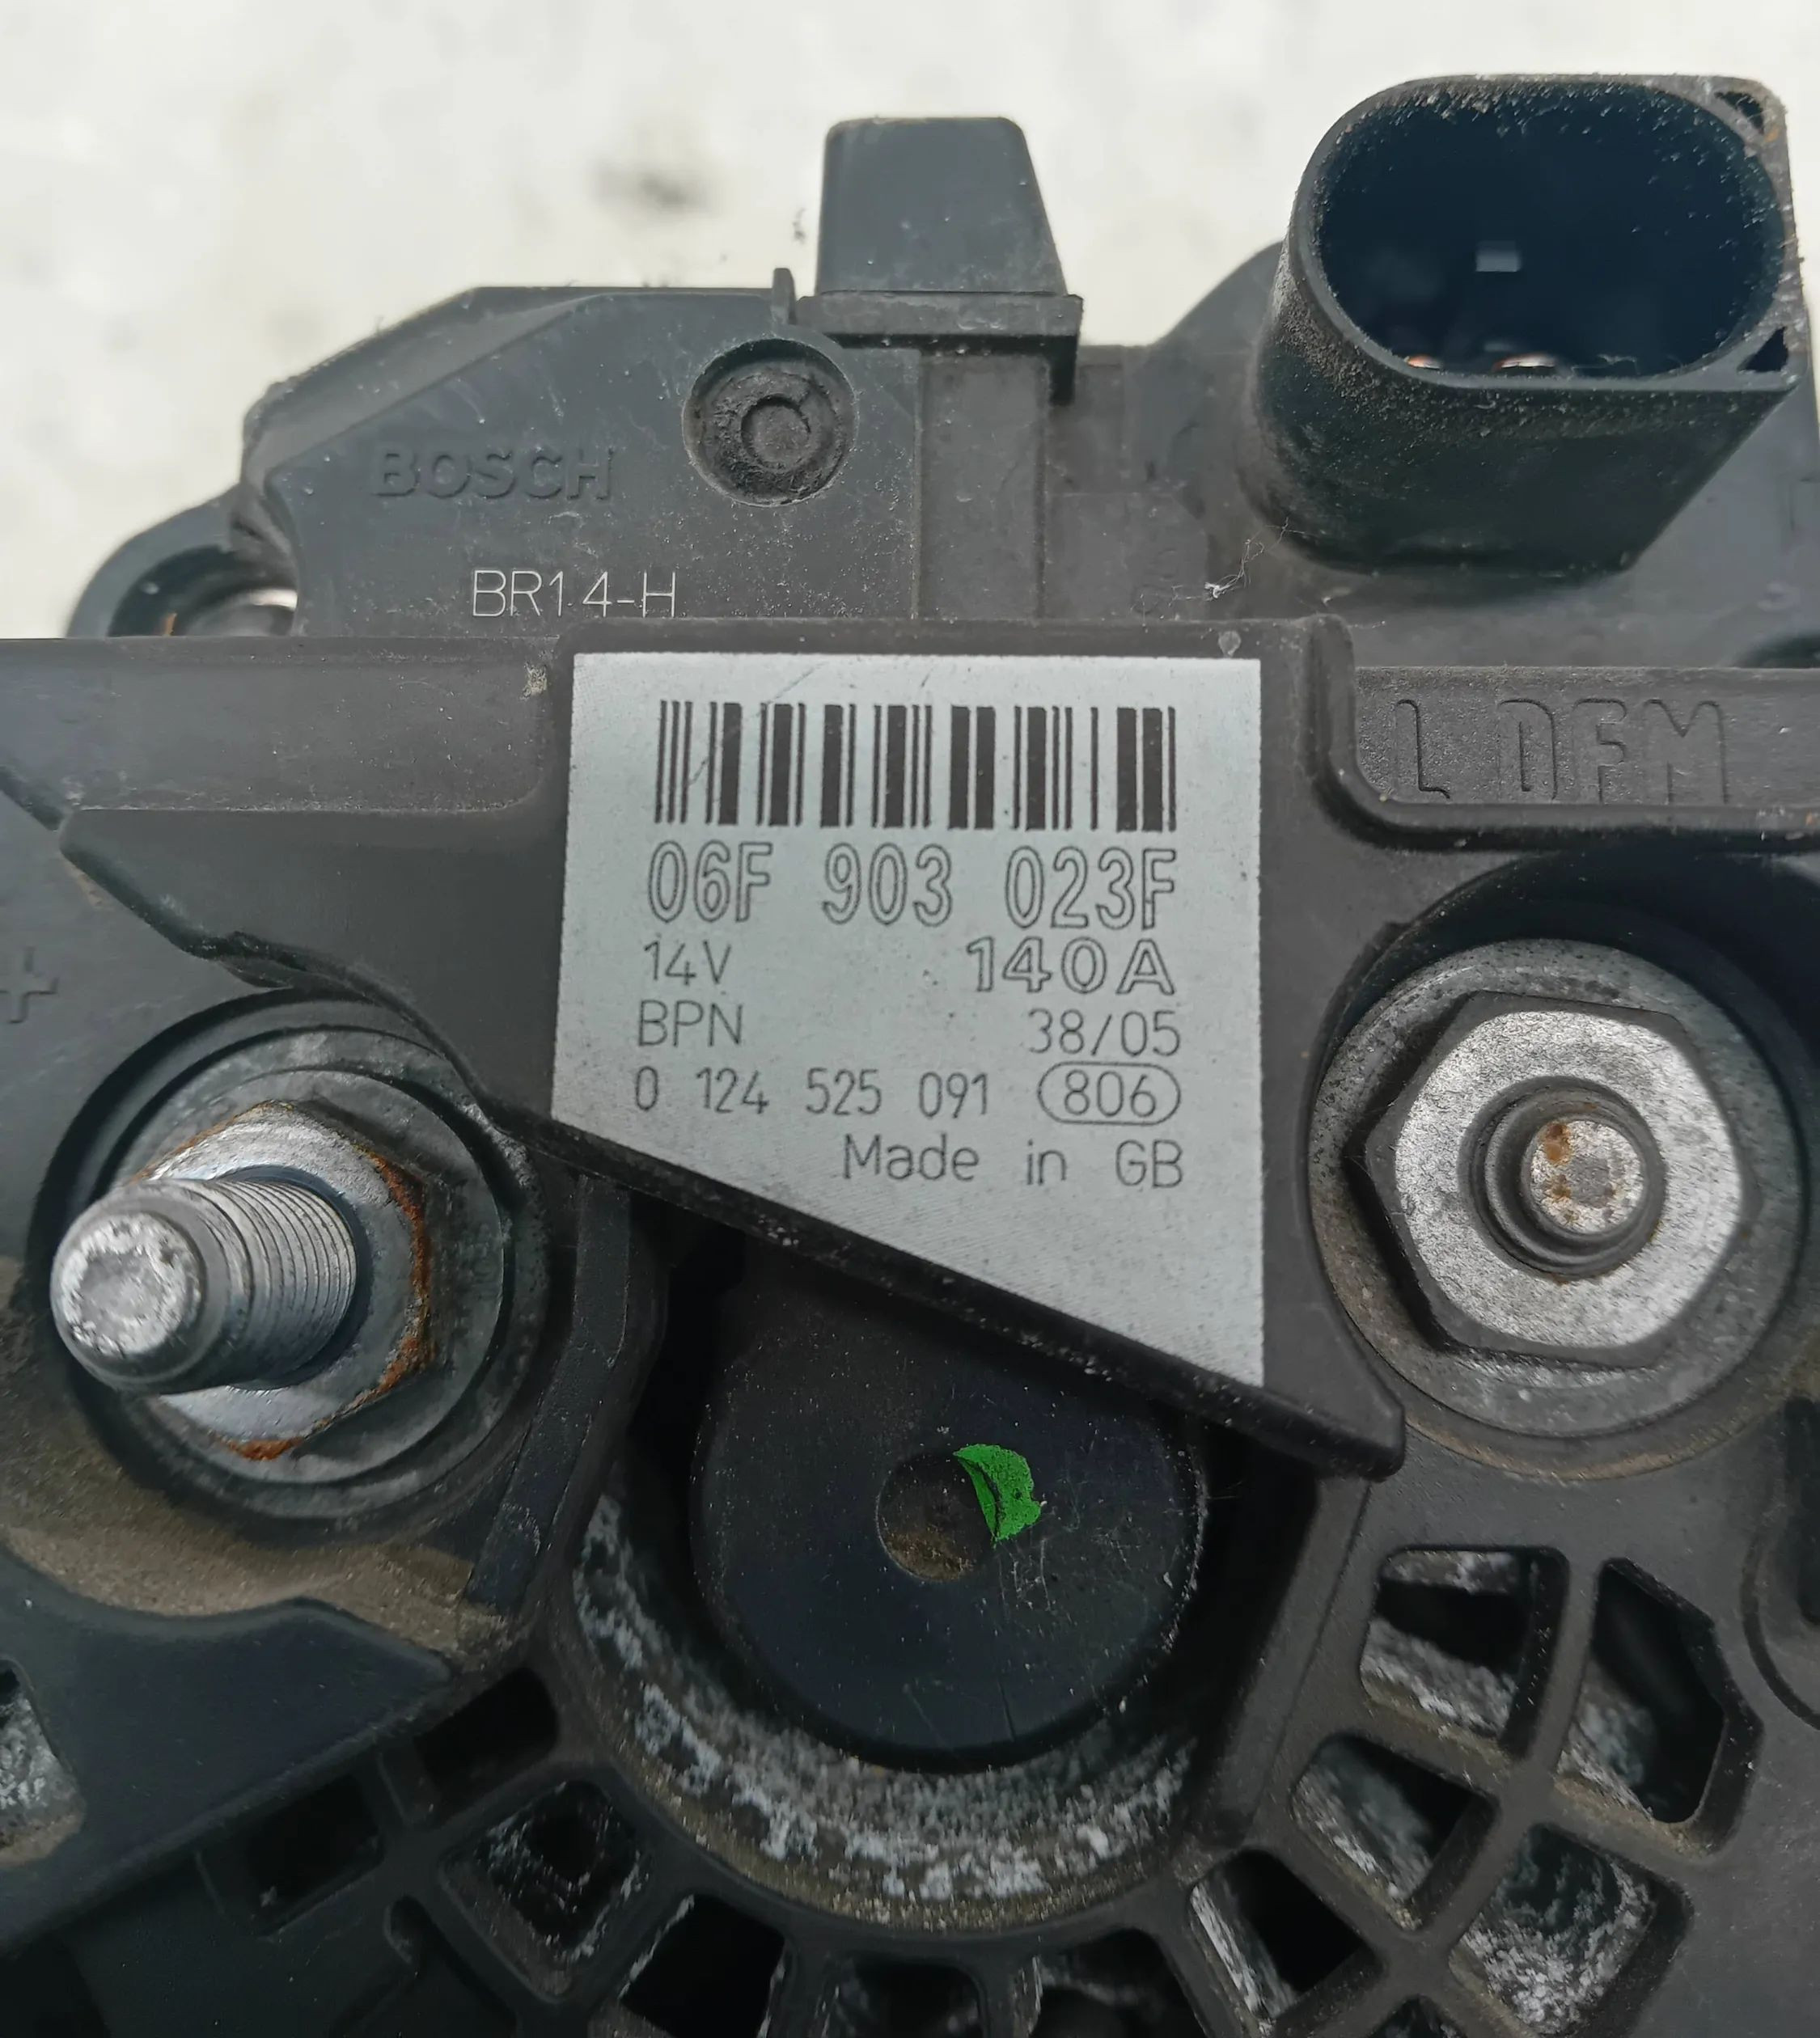 BOSCH
BR14-H
L DFM
06F 903 023F
14V 140A
+
BPN 38/05
0 124 525 091 806
Made in GB